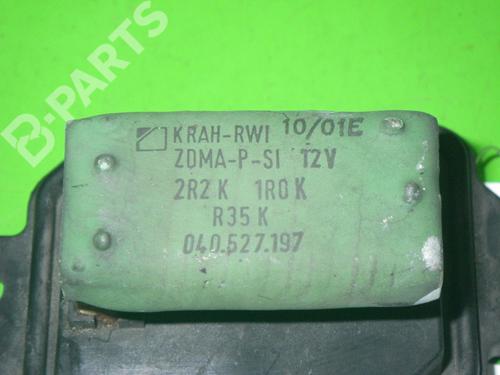 B-PARTS
KRAH-RWI 10/01E
ZDMA-P-SI 12V
2R2 K 1R0 K
R35 K
040.527.197